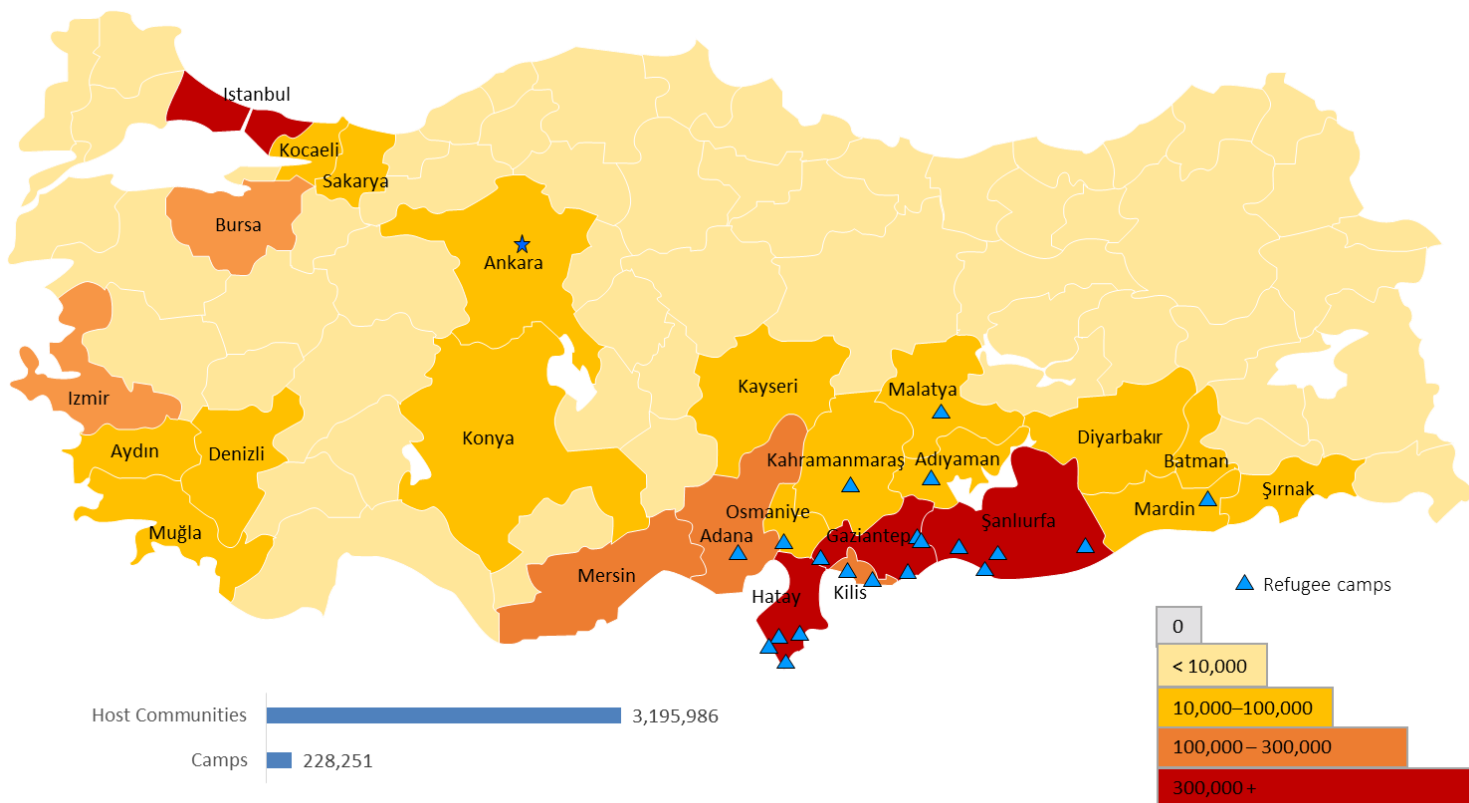 Istanbul
Kocaeli
Sakarya
Bursa
Ankara
Izmir
Aydın
Denizli
Muğla
Konya
Kayseri
Malatya
Diyarbakır
Batman
Kahramanmaraş
Adıyaman
Şırnak
Mardin
Osmaniye
Adana
Gaziantep
Şanlıurfa
Mersin
Hatay
Kilis
Refugee camps
0
< 10,000
10,000–100,000
100,000 – 300,000
300,000 +
Host Communities 3,195,986
Camps 228,251